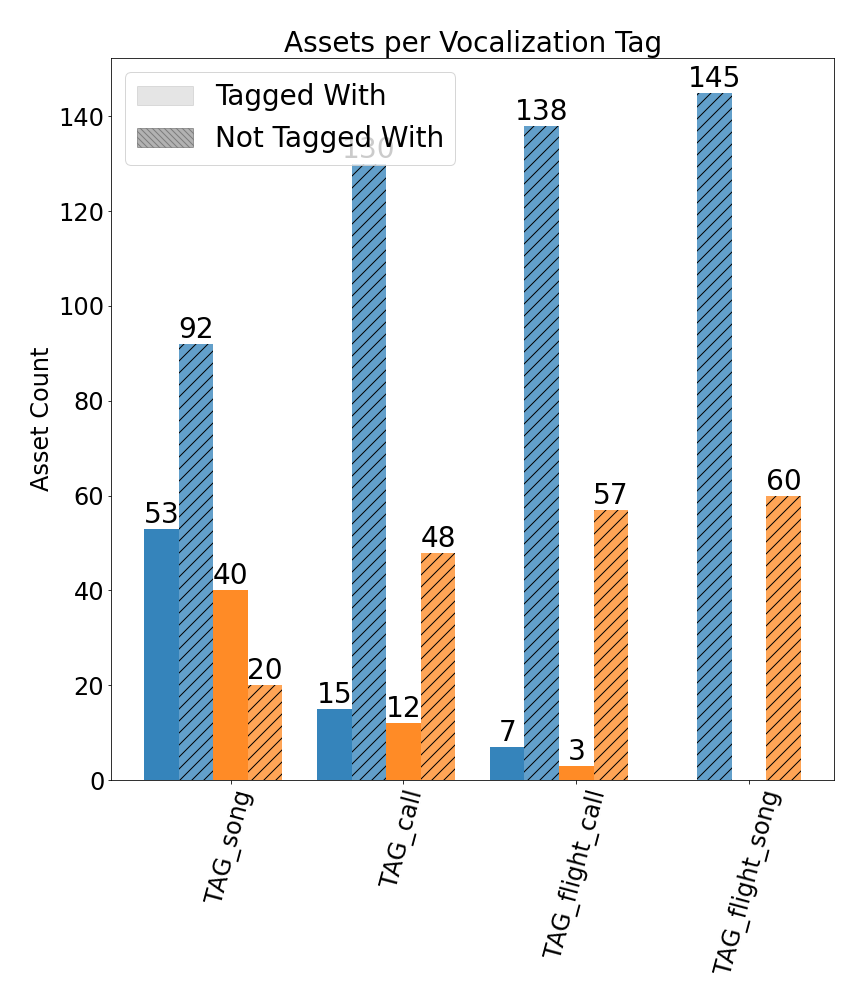 Assets per Vocalization Tag
Tagged With
Not Tagged With
Asset Count
140
120
100
80
60
40
20
0
53
92
40
20
15
130
12
48
7
138
3
57
145
60
TAG_song
TAG_call
TAG_flight_call
TAG_flight_song